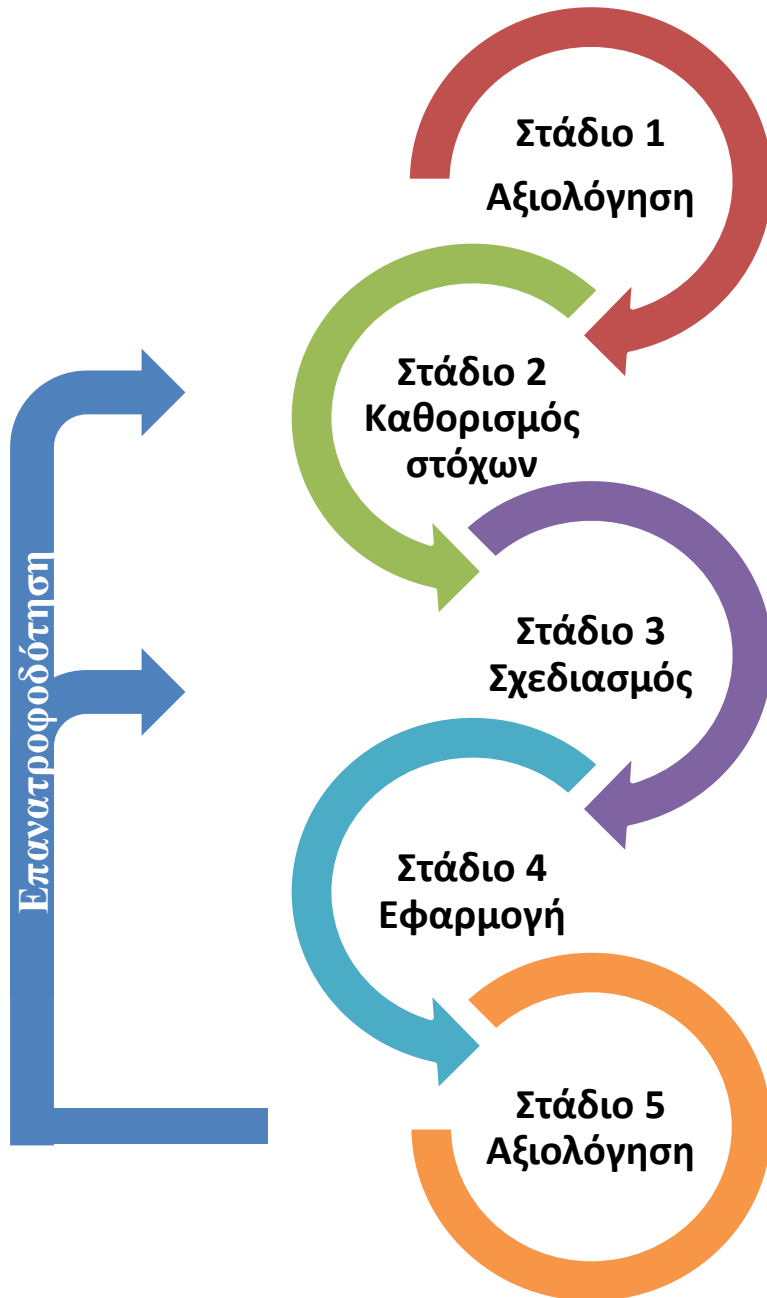 Στάδιο 1
Αξιολόγηση
Στάδιο 2
Καθορισμός
στόχων
Στάδιο 3
Σχεδιασμός
Στάδιο 4
Εφαρμογή
Στάδιο 5
Αξιολόγηση
Επανατροφοδότηση